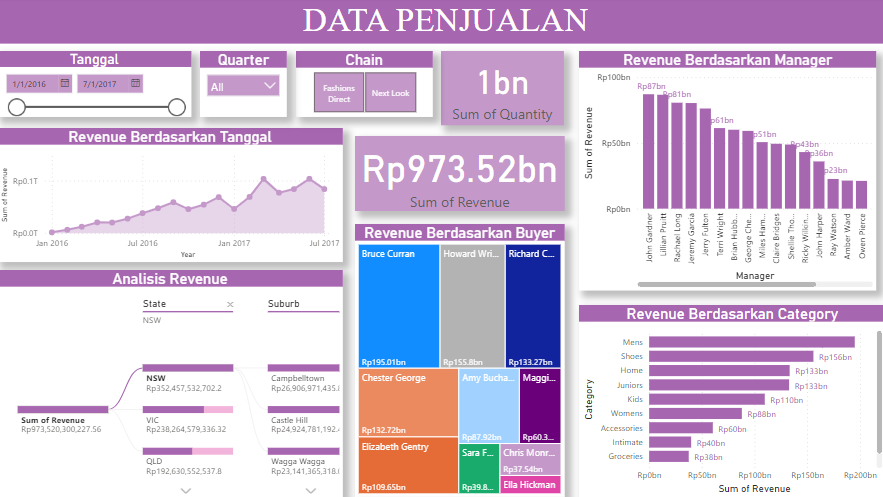 DATA PENJUALAN
Tanggal
1/1/2016
7/1/2017
Quarter
All
Chain
Fashions
Direct
Next Look
1bn
Sum of Quantity
Rp973.52bn
Sum of Revenue
Revenue Berdasarkan Tanggal
Sum of Revenue
Rp0.1T
Rp0.0T
Jan 2016
Jul 2016
Jan 2017
Jul 2017
Year
Analisis Revenue
State
NSW
Suburb
Sum of Revenue
Rp973,520,300,227.56
NSW
Rp352,457,532,702.2
VIC
Rp238,264,579,336.32
QLD
Rp192,630,552,537.8
Campbelltown
Rp26,906,971,435.
Castle Hill
Rp24,924,781,192.
Wagga Wagga
Rp23,141,365,318.
Revenue Berdasarkan Buyer
Bruce Curran
Rp195.01bn
Howard Wri...
Rp155.8bn
Richard C...
Rp133.27bn
Chester George
Rp132.72bn
Amy Bucha...
Rp87.92bn
Maggi...
Rp60.3...
Elizabeth Gentry
Rp109.65bn
Sara F...
Rp39.8...
Chris Monr...
Rp37.54bn
Ella Hickman
Revenue Berdasarkan Manager
Sum of Revenue
Rp100bn
Rp50bn
Rp0bn
Rp87bn
Rp81bn
Rp61bn
Rp51bn
Rp43bn
Rp36bn
Rp23bn
John Gardner
Lillian Pruitt
Rachael Long
Jeremy Garcia
Jerry Fulton
Terri Wright
Brian Hubb...
George Che...
Miles Ham...
Claire Bridges
Shellie Tho...
Ricky Wilkin...
John Harper
Ray Watson
Amber Ward
Owen Pierce
Manager
Revenue Berdasarkan Category
Category
Mens
Shoes
Rp156bn
Home
Rp133bn
Juniors
Rp133bn
Kids
Rp110bn
Womens
Rp88bn
Accessories
Rp60bn
Intimate
Rp40bn
Groceries
Rp38bn
Rp0bn
Rp50bn
Rp100bn
Rp150bn
Rp200bn
Sum of Revenue